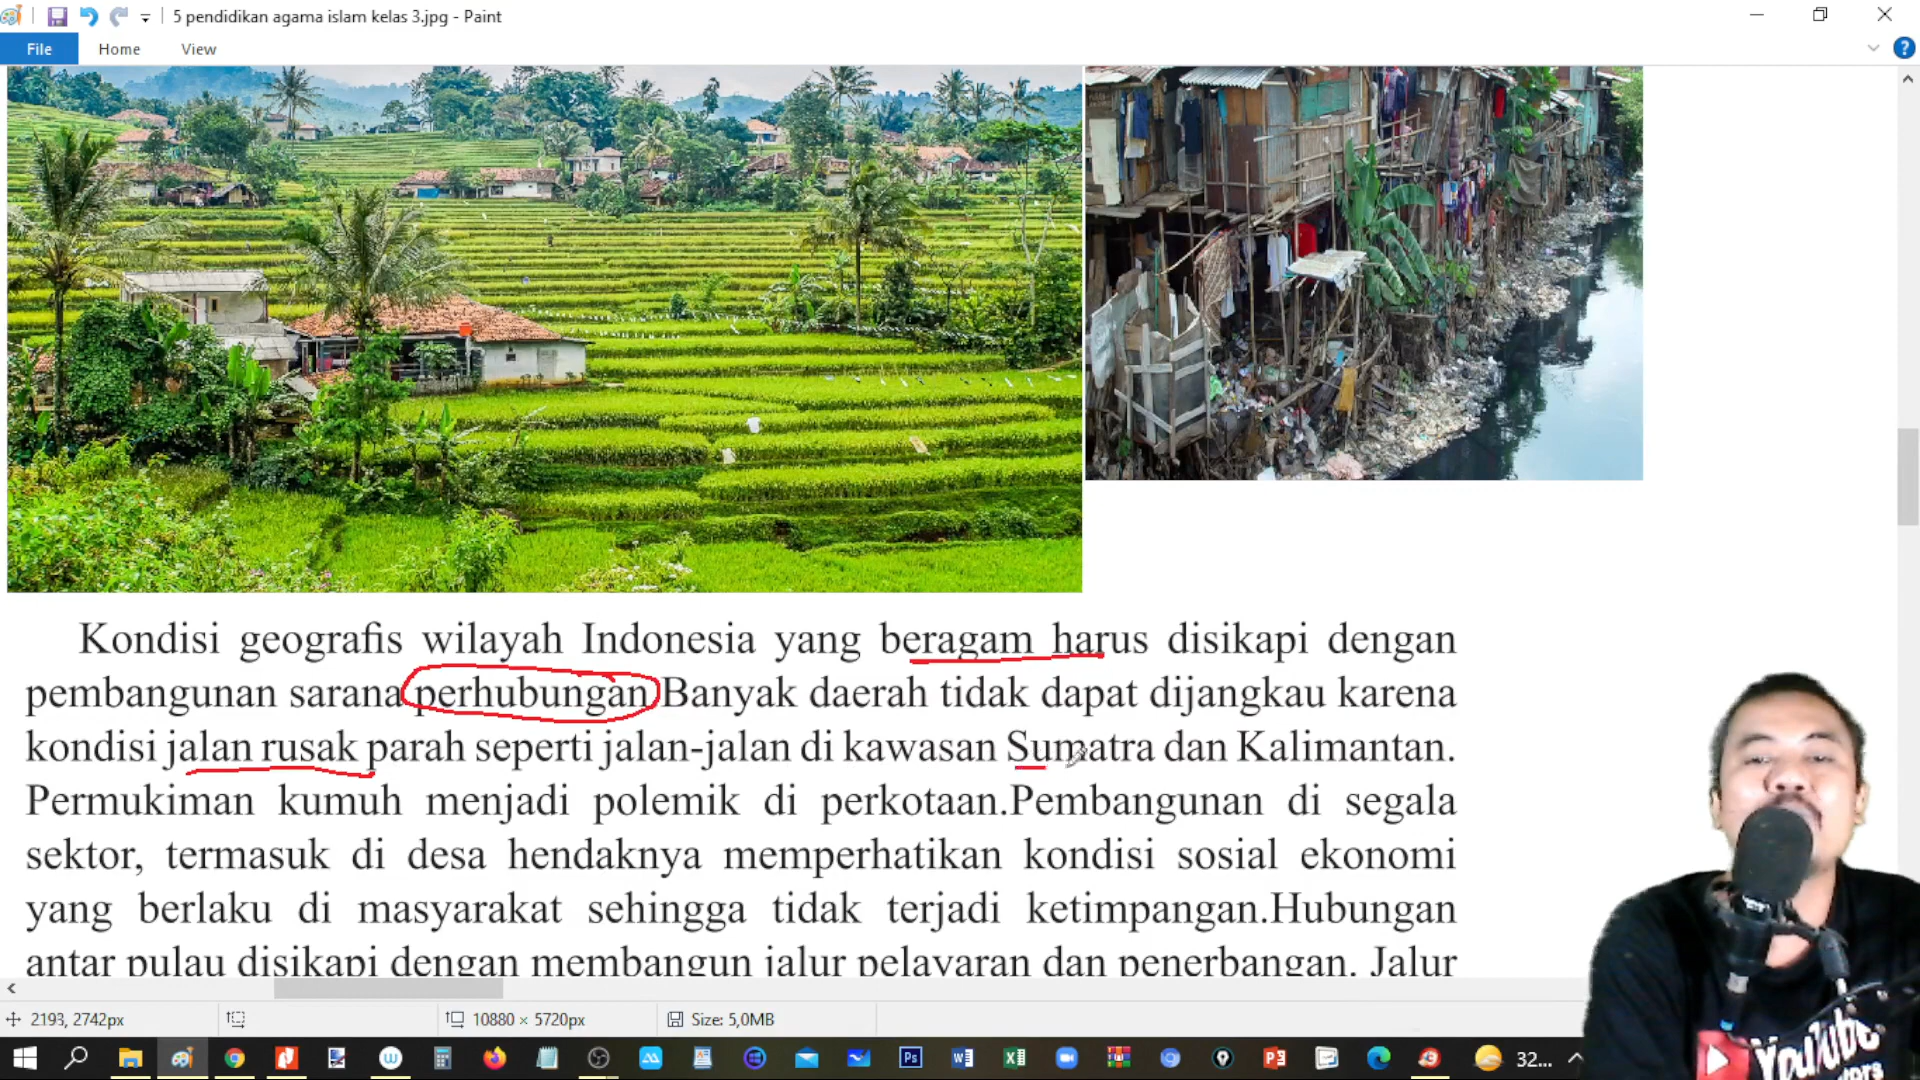 5 pendidikan agama islam kelas 3.jpg - Paint
File Home View
Kondisi geografis wilayah Indonesia yang beragam harus disikapi dengan
pembangunan sarana perhubungan Banyak daerah tidak dapat dijangkau karena
kondisi jalan rusak parah seperti jalan-jalan di kawasan Sumatra dan Kalimantan.
Permukiman kumuh menjadi polemik di perkotaan.Pembangunan di segala
sektor, termasuk di desa hendaknya memperhatikan kondisi sosial ekonomi
yang berlaku di masyarakat sehingga tidak terjadi ketimpangan.Hubungan
antar pulau disikapi dengan membangun jalur pelayaran dan penerbangan. Jalur
2193, 2742px
10880 × 5720px
Size: 5,0MB
32...
YouTube